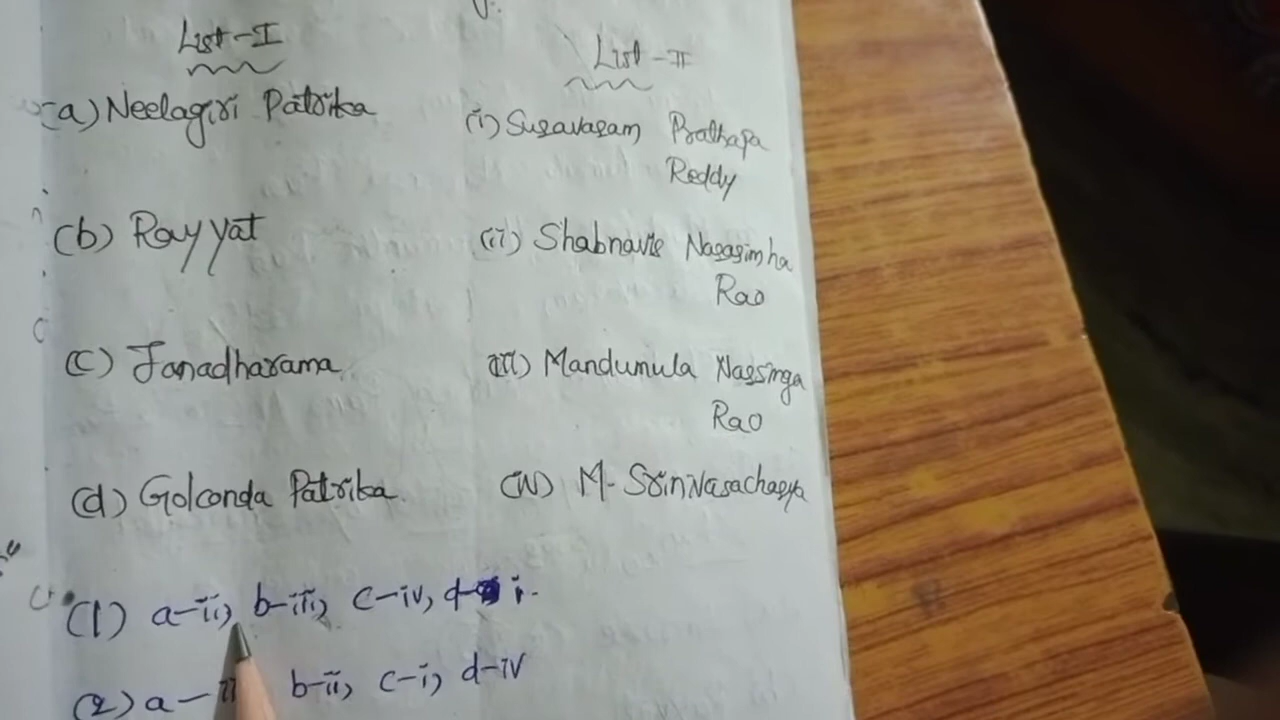 List-I
List-II
(a) Neelagiri Patrika
(i) Suravaram Prathapa
Reddy
(b) Rayyat
(ii) Shabnavis Narasimha
Rao
(c) Janadharama
(iii) Mandumula Narsinga
Rao
(d) Golconda Patrika
(iv) M. Srinivasacharya
(1) a-ii, b-iii, c-iv, d-i.
(2) a- b-ii, c-i, d-iv